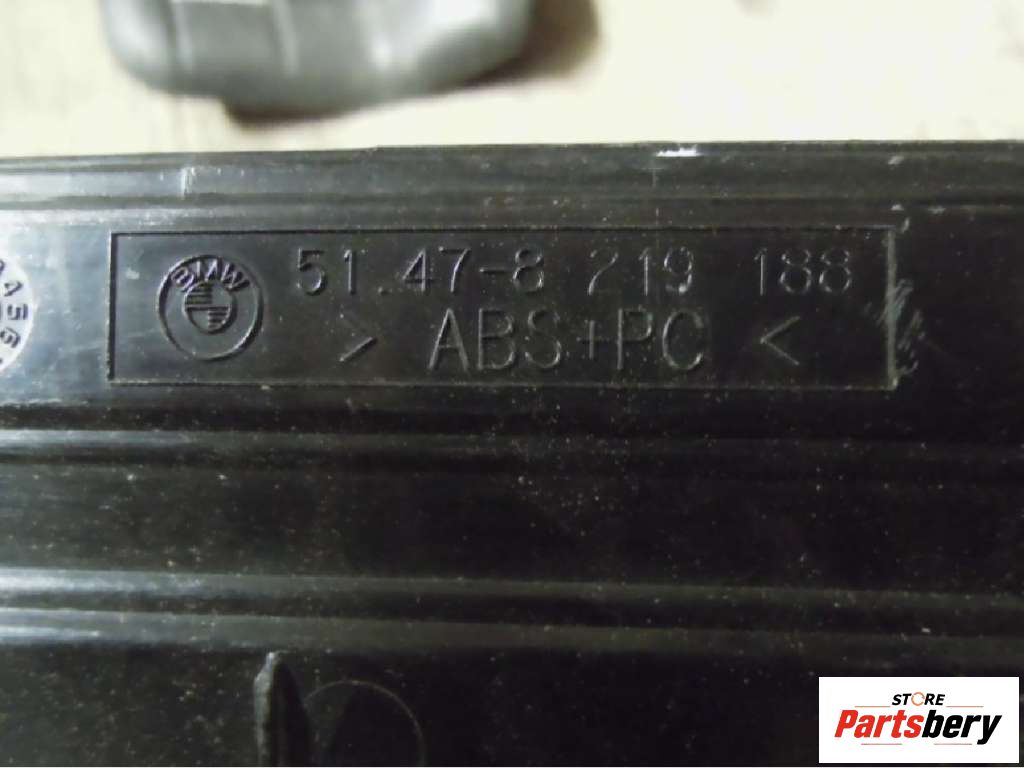 BMW
51.47-8 219 188
> ABS+PC <
STORE
Partsbery